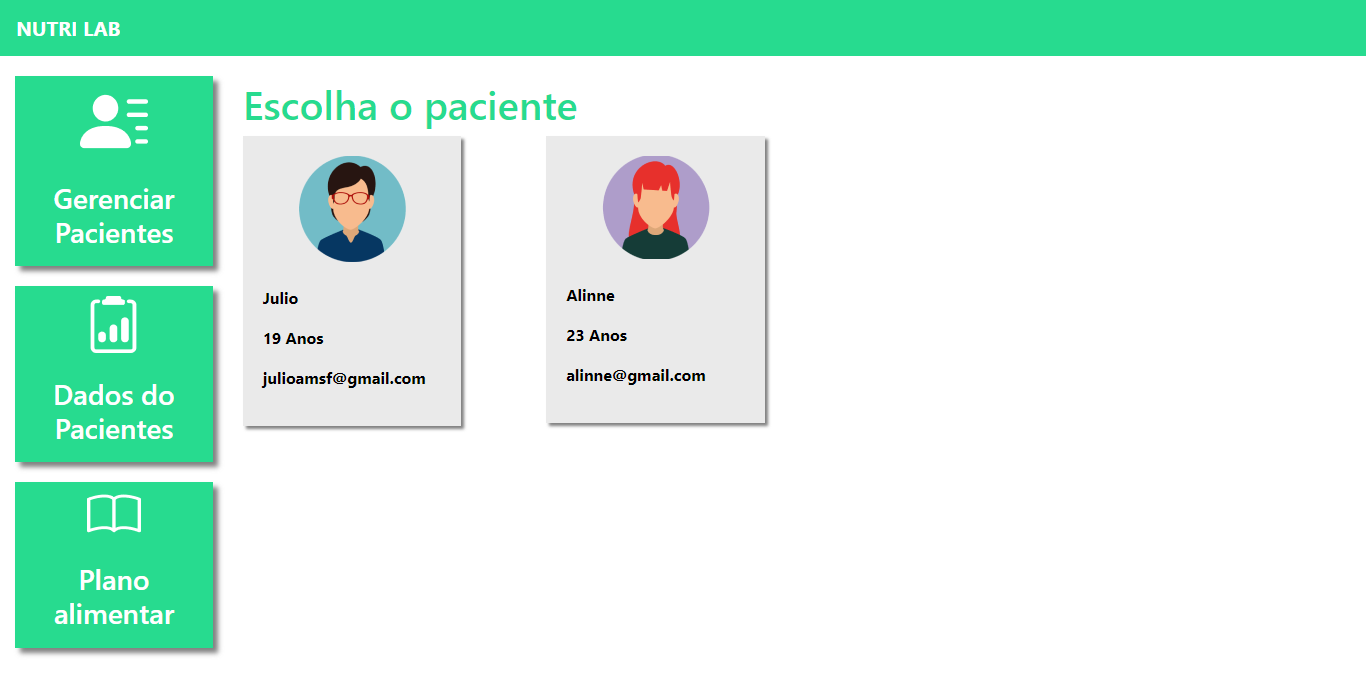 NUTRI LAB
Gerenciar
Pacientes
Dados do
Pacientes
Plano
alimentar
Escolha o paciente
Julio
19 Anos
julioamsf@gmail.com
Alinne
23 Anos
alinne@gmail.com